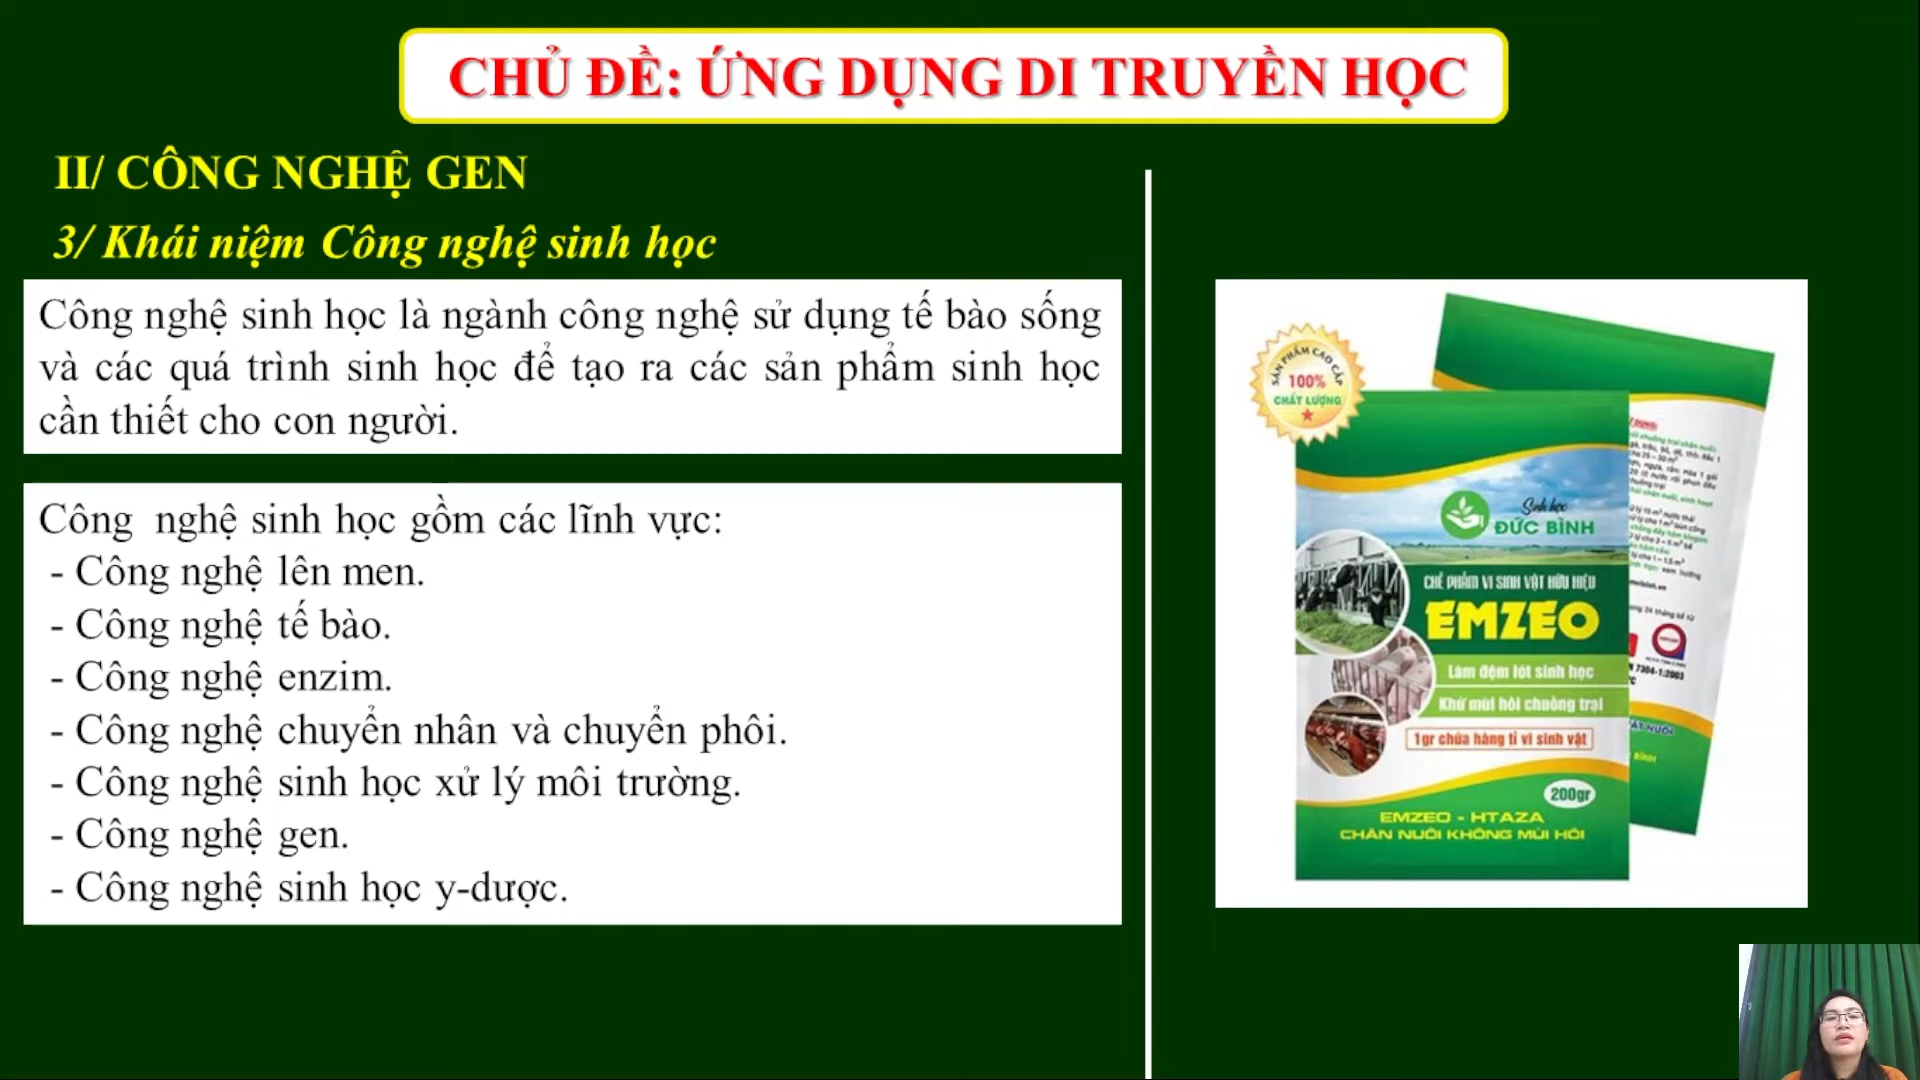 CHỦ ĐỀ: ỨNG DỤNG DI TRUYỀN HỌC
II/ CÔNG NGHỆ GEN
3/ Khái niệm Công nghệ sinh học
Công nghệ sinh học là ngành công nghệ sử dụng tế bào sống
và các quá trình sinh học để tạo ra các sản phẩm sinh học
cần thiết cho con người.
Công nghệ sinh học gồm các lĩnh vực:
- Công nghệ lên men.
- Công nghệ tế bào.
- Công nghệ enzim.
- Công nghệ chuyển nhân và chuyển phôi.
- Công nghệ sinh học xử lý môi trường.
- Công nghệ gen.
- Công nghệ sinh học y-dược.
SẢN PHẨM CAO CẤP
100%
CHẤT LƯỢNG
Sinh học
ĐỨC BÌNH
CHẾ PHẨM VI SINH VẬT HỮU HIỆU
EMZEO
Làm đệm lót sinh học
Khử mùi hôi chuồng trại
1gr chứa hàng tỉ vi sinh vật
200gr
EMZEO - HTAZA
CHĂN NUÔI KHÔNG MÙI HÔI
7304-1:2003